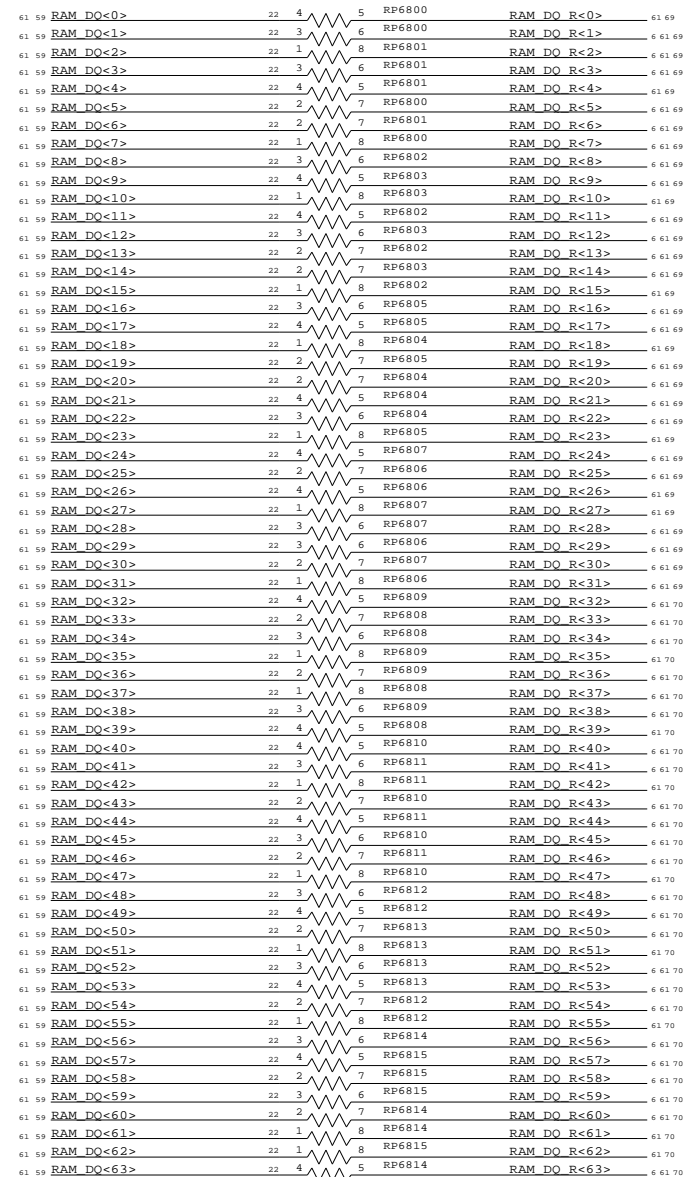 61 59 RAM_DQ<0> 22 4 5 RP6800 RAM_DQ_R<0> 61 69
61 59 RAM_DQ<1> 22 3 6 RP6800 RAM_DQ_R<1> 6 61 69
61 59 RAM_DQ<2> 22 1 8 RP6801 RAM_DQ_R<2> 6 61 69
61 59 RAM_DQ<3> 22 3 6 RP6801 RAM_DQ_R<3> 6 61 69
61 59 RAM_DQ<4> 22 4 5 RP6801 RAM_DQ_R<4> 61 69
61 59 RAM_DQ<5> 22 2 7 RP6800 RAM_DQ_R<5> 6 61 69
61 59 RAM_DQ<6> 22 2 7 RP6801 RAM_DQ_R<6> 6 61 69
61 59 RAM_DQ<7> 22 1 8 RP6800 RAM_DQ_R<7> 6 61 69
61 59 RAM_DQ<8> 22 3 6 RP6802 RAM_DQ_R<8> 6 61 69
61 59 RAM_DQ<9> 22 4 5 RP6803 RAM_DQ_R<9> 6 61 69
61 59 RAM_DQ<10> 22 1 8 RP6803 RAM_DQ_R<10> 61 69
61 59 RAM_DQ<11> 22 4 5 RP6802 RAM_DQ_R<11> 6 61 69
61 59 RAM_DQ<12> 22 3 6 RP6803 RAM_DQ_R<12> 6 61 69
61 59 RAM_DQ<13> 22 2 7 RP6802 RAM_DQ_R<13> 6 61 69
61 59 RAM_DQ<14> 22 2 7 RP6803 RAM_DQ_R<14> 6 61 69
61 59 RAM_DQ<15> 22 1 8 RP6802 RAM_DQ_R<15> 61 69
61 59 RAM_DQ<16> 22 3 6 RP6805 RAM_DQ_R<16> 6 61 69
61 59 RAM_DQ<17> 22 4 5 RP6805 RAM_DQ_R<17> 6 61 69
61 59 RAM_DQ<18> 22 1 8 RP6804 RAM_DQ_R<18> 61 69
61 59 RAM_DQ<19> 22 2 7 RP6805 RAM_DQ_R<19> 6 61 69
61 59 RAM_DQ<20> 22 2 7 RP6804 RAM_DQ_R<20> 6 61 69
61 59 RAM_DQ<21> 22 4 5 RP6804 RAM_DQ_R<21> 6 61 69
61 59 RAM_DQ<22> 22 3 6 RP6804 RAM_DQ_R<22> 6 61 69
61 59 RAM_DQ<23> 22 1 8 RP6805 RAM_DQ_R<23> 61 69
61 59 RAM_DQ<24> 22 4 5 RP6807 RAM_DQ_R<24> 6 61 69
61 59 RAM_DQ<25> 22 2 7 RP6806 RAM_DQ_R<25> 6 61 69
61 59 RAM_DQ<26> 22 4 5 RP6806 RAM_DQ_R<26> 61 69
61 59 RAM_DQ<27> 22 1 8 RP6807 RAM_DQ_R<27> 61 69
61 59 RAM_DQ<28> 22 3 6 RP6807 RAM_DQ_R<28> 6 61 69
61 59 RAM_DQ<29> 22 3 6 RP6806 RAM_DQ_R<29> 6 61 69
61 59 RAM_DQ<30> 22 2 7 RP6807 RAM_DQ_R<30> 6 61 69
61 59 RAM_DQ<31> 22 1 8 RP6806 RAM_DQ_R<31> 6 61 69
61 59 RAM_DQ<32> 22 4 5 RP6809 RAM_DQ_R<32> 6 61 70
61 59 RAM_DQ<33> 22 2 7 RP6808 RAM_DQ_R<33> 6 61 70
61 59 RAM_DQ<34> 22 3 6 RP6808 RAM_DQ_R<34> 6 61 70
61 59 RAM_DQ<35> 22 1 8 RP6809 RAM_DQ_R<35> 61 70
61 59 RAM_DQ<36> 22 2 7 RP6809 RAM_DQ_R<36> 6 61 70
61 59 RAM_DQ<37> 22 1 8 RP6808 RAM_DQ_R<37> 6 61 70
61 59 RAM_DQ<38> 22 3 6 RP6809 RAM_DQ_R<38> 6 61 70
61 59 RAM_DQ<39> 22 4 5 RP6808 RAM_DQ_R<39> 61 70
61 59 RAM_DQ<40> 22 4 5 RP6810 RAM_DQ_R<40> 6 61 70
61 59 RAM_DQ<41> 22 3 6 RP6811 RAM_DQ_R<41> 6 61 70
61 59 RAM_DQ<42> 22 1 8 RP6811 RAM_DQ_R<42> 61 70
61 59 RAM_DQ<43> 22 2 7 RP6810 RAM_DQ_R<43> 6 61 70
61 59 RAM_DQ<44> 22 4 5 RP6811 RAM_DQ_R<44> 6 61 70
61 59 RAM_DQ<45> 22 3 6 RP6810 RAM_DQ_R<45> 6 61 70
61 59 RAM_DQ<46> 22 2 7 RP6811 RAM_DQ_R<46> 6 61 70
61 59 RAM_DQ<47> 22 1 8 RP6810 RAM_DQ_R<47> 61 70
61 59 RAM_DQ<48> 22 3 6 RP6812 RAM_DQ_R<48> 6 61 70
61 59 RAM_DQ<49> 22 4 5 RP6812 RAM_DQ_R<49> 6 61 70
61 59 RAM_DQ<50> 22 2 7 RP6813 RAM_DQ_R<50> 6 61 70
61 59 RAM_DQ<51> 22 1 8 RP6813 RAM_DQ_R<51> 61 70
61 59 RAM_DQ<52> 22 3 6 RP6813 RAM_DQ_R<52> 6 61 70
61 59 RAM_DQ<53> 22 4 5 RP6813 RAM_DQ_R<53> 6 61 70
61 59 RAM_DQ<54> 22 2 7 RP6812 RAM_DQ_R<54> 6 61 70
61 59 RAM_DQ<55> 22 1 8 RP6812 RAM_DQ_R<55> 61 70
61 59 RAM_DQ<56> 22 3 6 RP6814 RAM_DQ_R<56> 6 61 70
61 59 RAM_DQ<57> 22 4 5 RP6815 RAM_DQ_R<57> 6 61 70
61 59 RAM_DQ<58> 22 2 7 RP6815 RAM_DQ_R<58> 6 61 70
61 59 RAM_DQ<59> 22 3 6 RP6815 RAM_DQ_R<59> 6 61 70
61 59 RAM_DQ<60> 22 2 7 RP6814 RAM_DQ_R<60> 6 61 70
61 59 RAM_DQ<61> 22 1 8 RP6814 RAM_DQ_R<61> 61 70
61 59 RAM_DQ<62> 22 1 8 RP6815 RAM_DQ_R<62> 61 70
61 59 RAM_DQ<63> 22 4 5 RP6814 RAM_DQ_R<63> 6 61 70